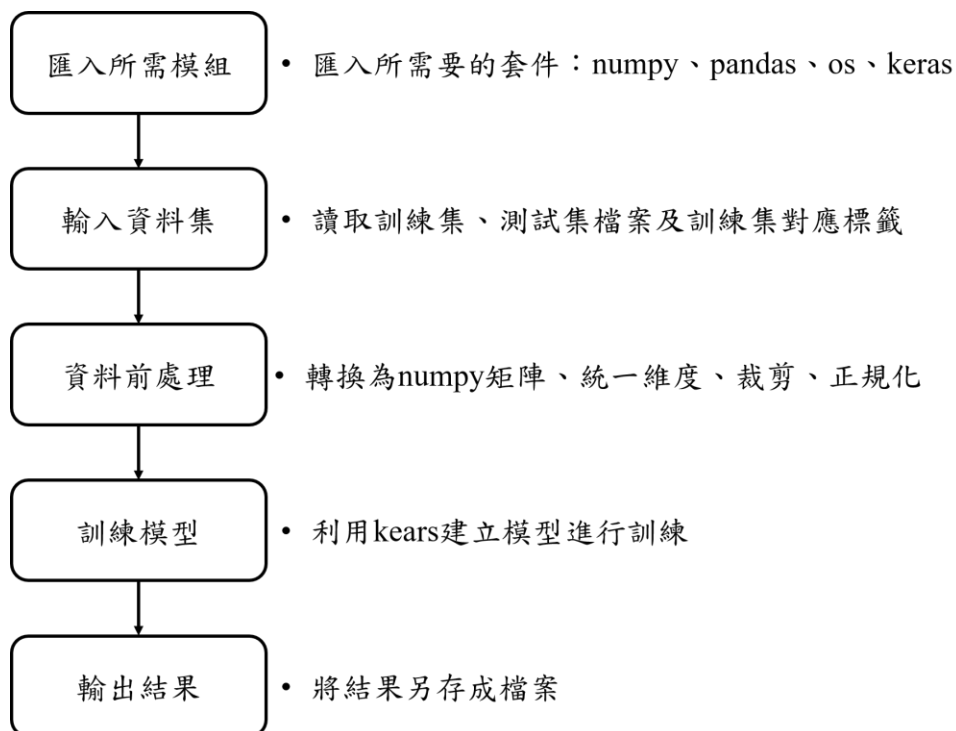 匯入所需模組
• 匯入所需要的套件：numpy、pandas、os、keras
輸入資料集
• 讀取訓練集、測試集檔案及訓練集對應標籤
資料前處理
• 轉換為numpy矩陣、統一維度、裁剪、正規化
訓練模型
• 利用kears建立模型進行訓練
輸出結果
• 將結果另存成檔案